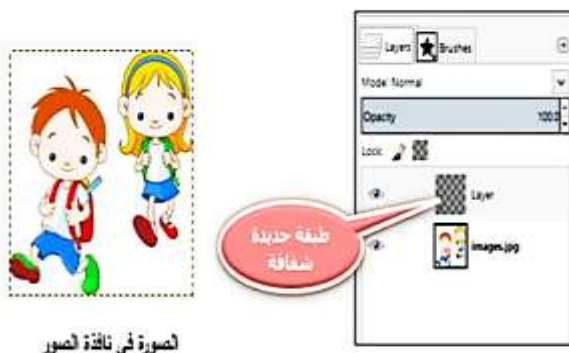 Layers Brushes
Mode: Normal
Opacity 100.0
Lock:
Layer
images.jpg
طبقة جديدة
شفافة
الصورة في نافذة الصور